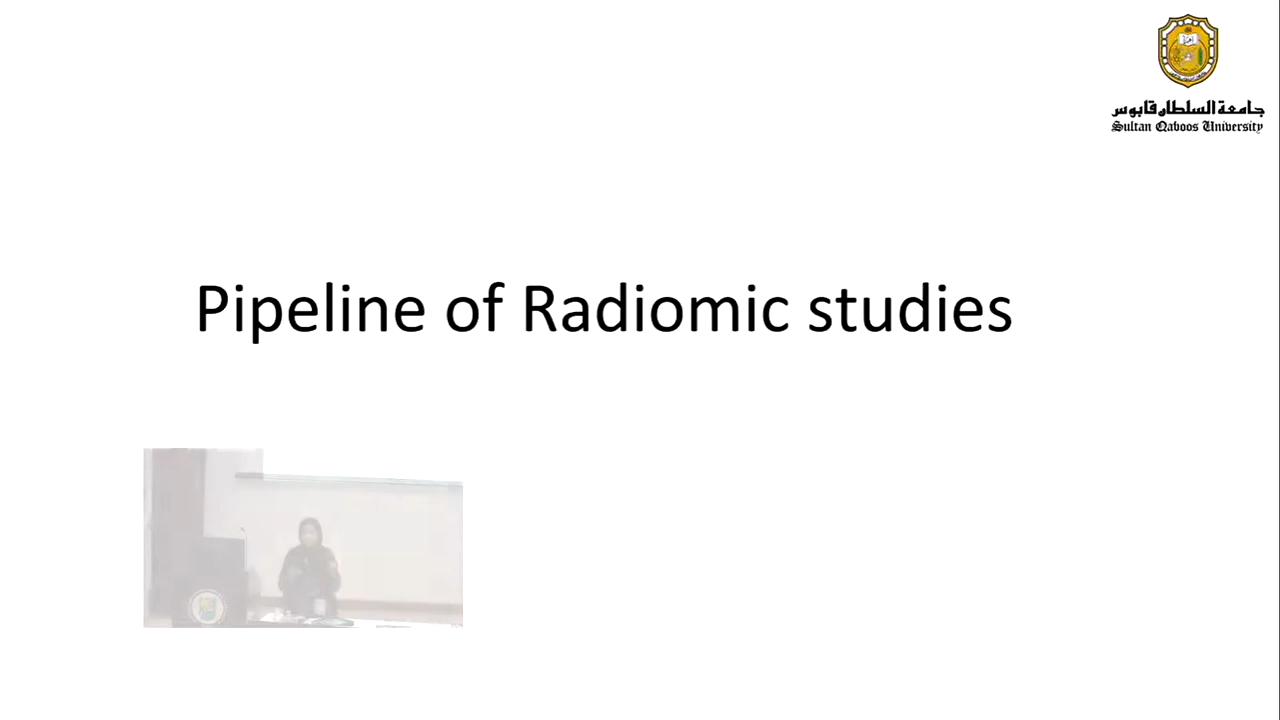 جامعة السلطان قابوس
Sultan Qaboos University
Pipeline of Radiomic studies